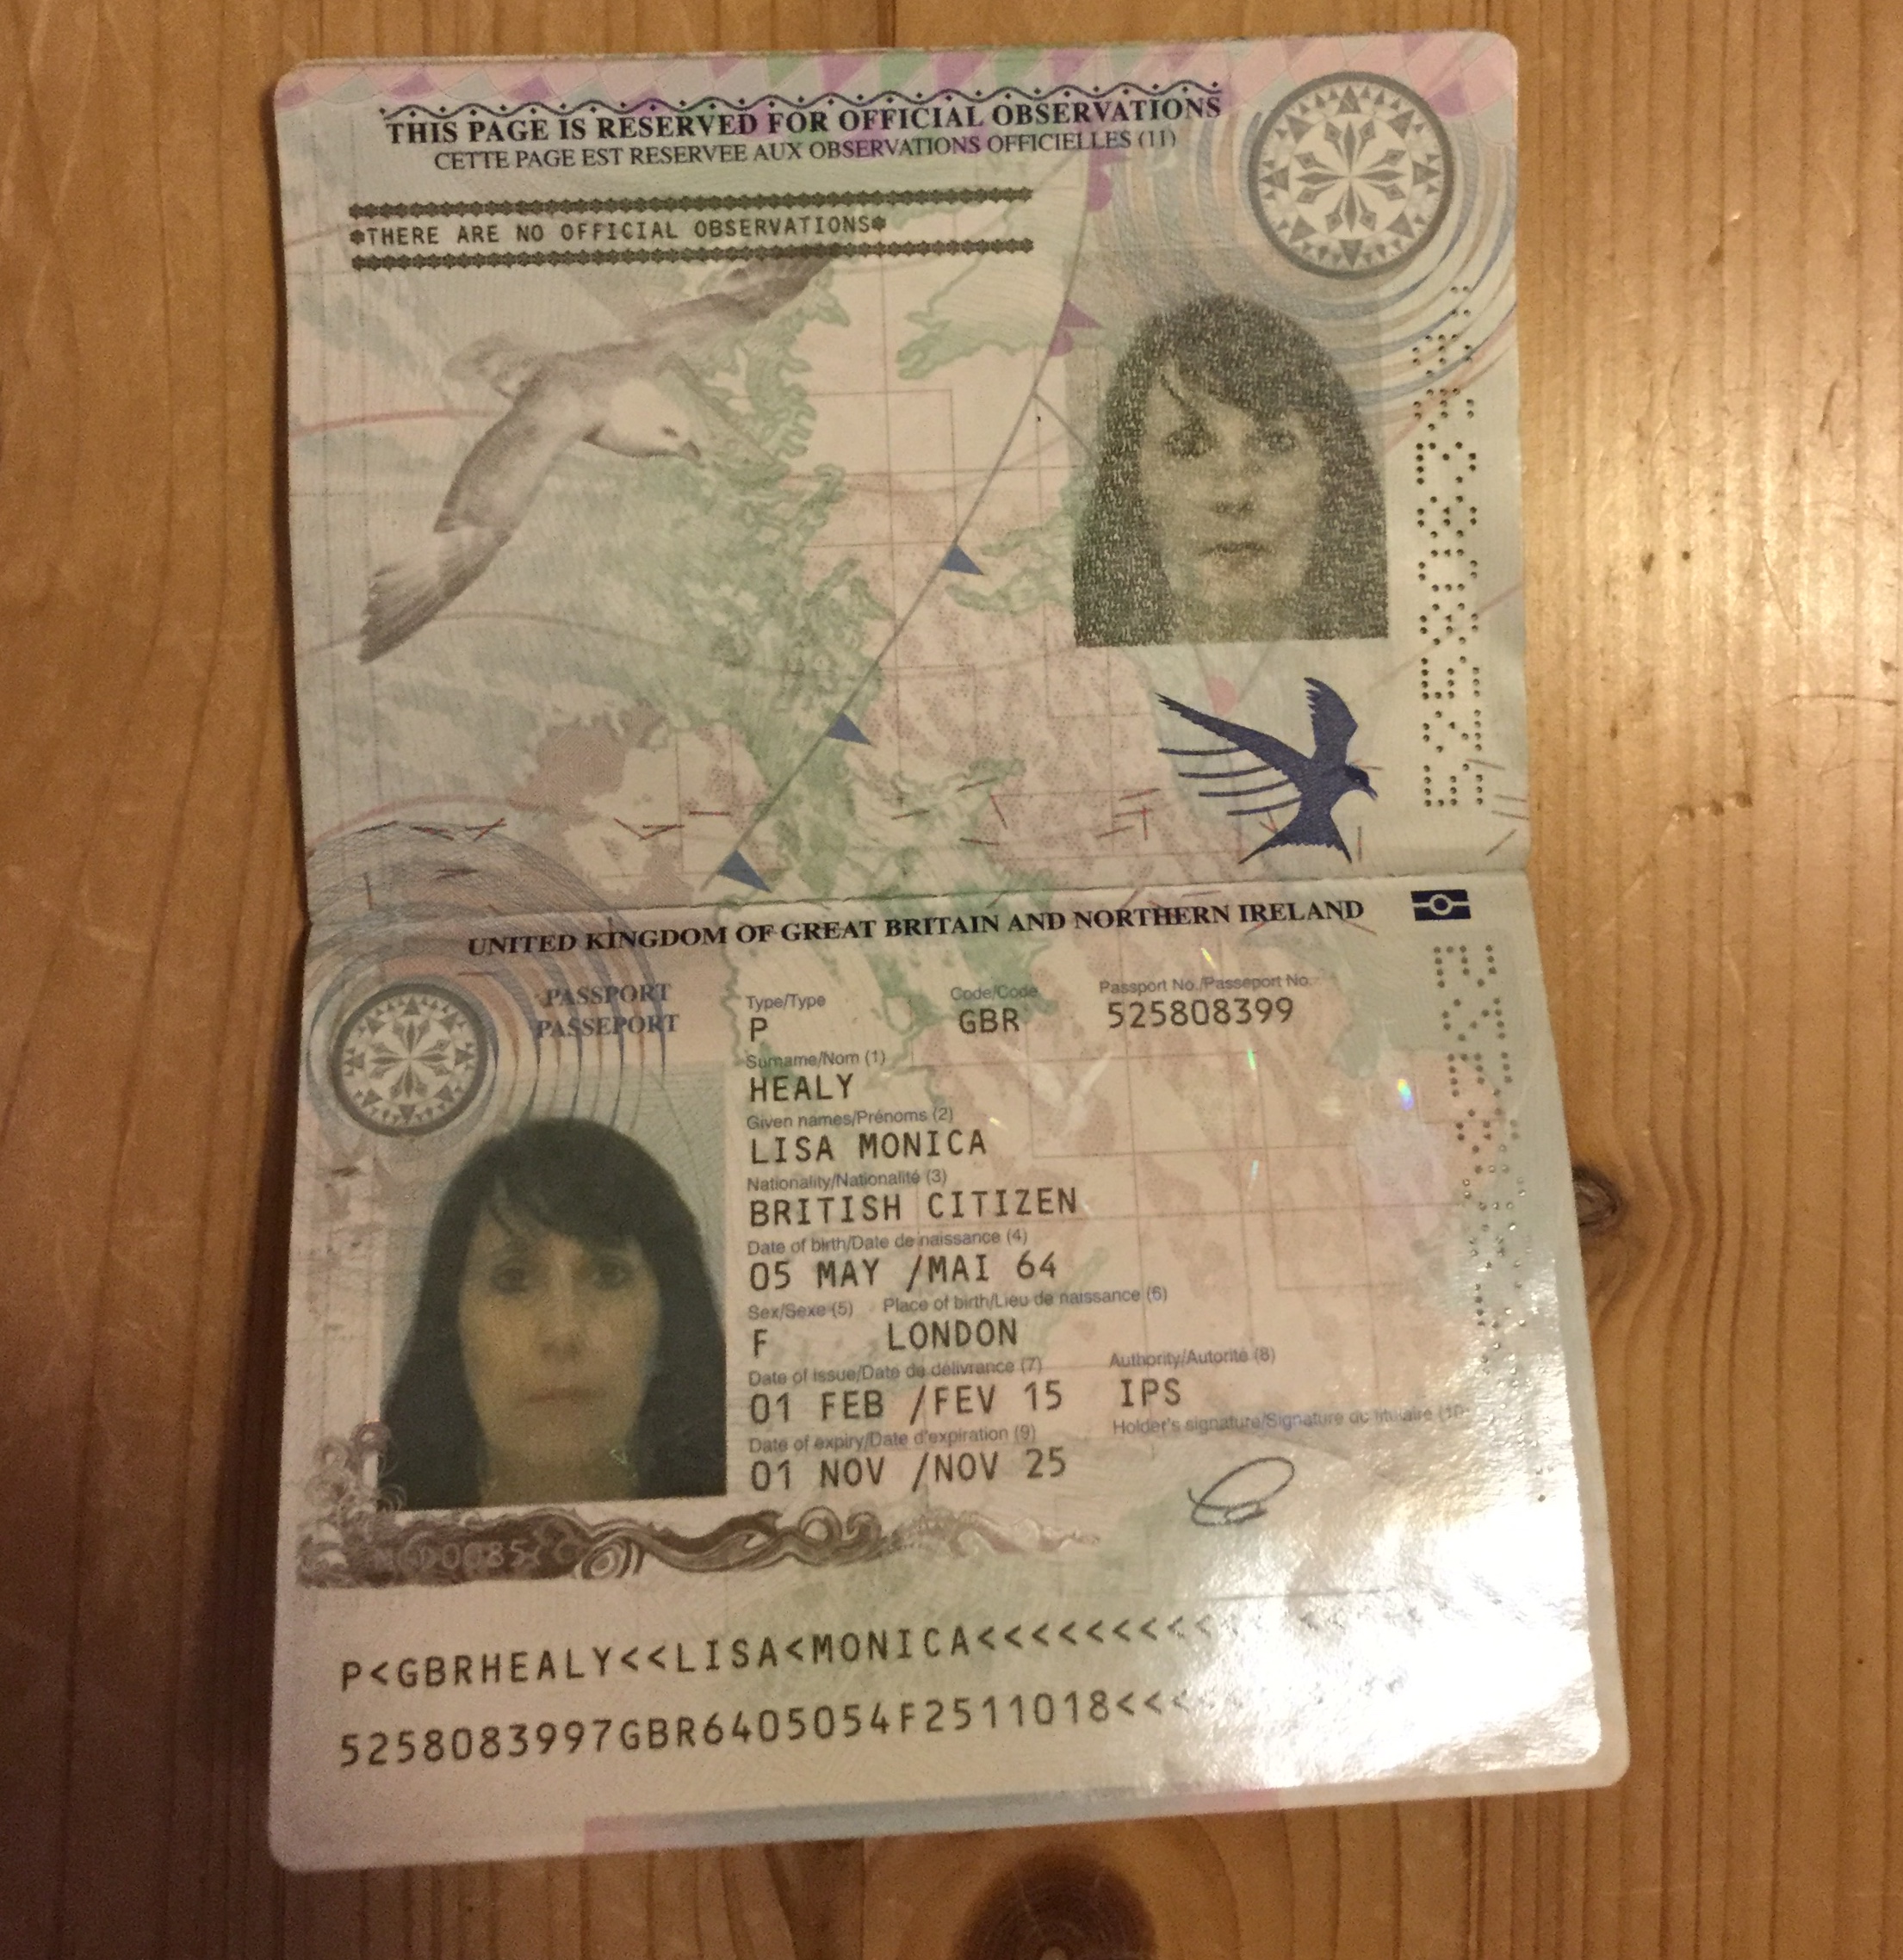 THIS PAGE IS RESERVED FOR OFFICIAL OBSERVATIONS
CETTE PAGE EST RESERVEE AUX OBSERVATIONS OFFICIELLES (11)
*THERE ARE NO OFFICIAL OBSERVATIONS*
UNITED KINGDOM OF GREAT BRITAIN AND NORTHERN IRELAND
PASSPORT
PASSEPORT
Type/Type Code/Code Passport No./Passeport No.
P GBR 525808399
Surname/Nom (1)
HEALY
Given names/Prénoms (2)
LISA MONICA
Nationality/Nationalité (3)
BRITISH CITIZEN
Date of birth/Date de naissance (4)
05 MAY /MAI 64
Sex/Sexe (5) Place of birth/Lieu de naissance (6)
F LONDON
Date of issue/Date de délivrance (7) Authority/Autorité (8)
01 FEB /FEV 15 IPS
Date of expiry/Date d'expiration (9) Holder's signature/Signature du titulaire (10)
01 NOV /NOV 25
P<GBRHEALY<<LISA<MONICA<<<<<<<<<
5258083997GBR6405054F2511018<<<